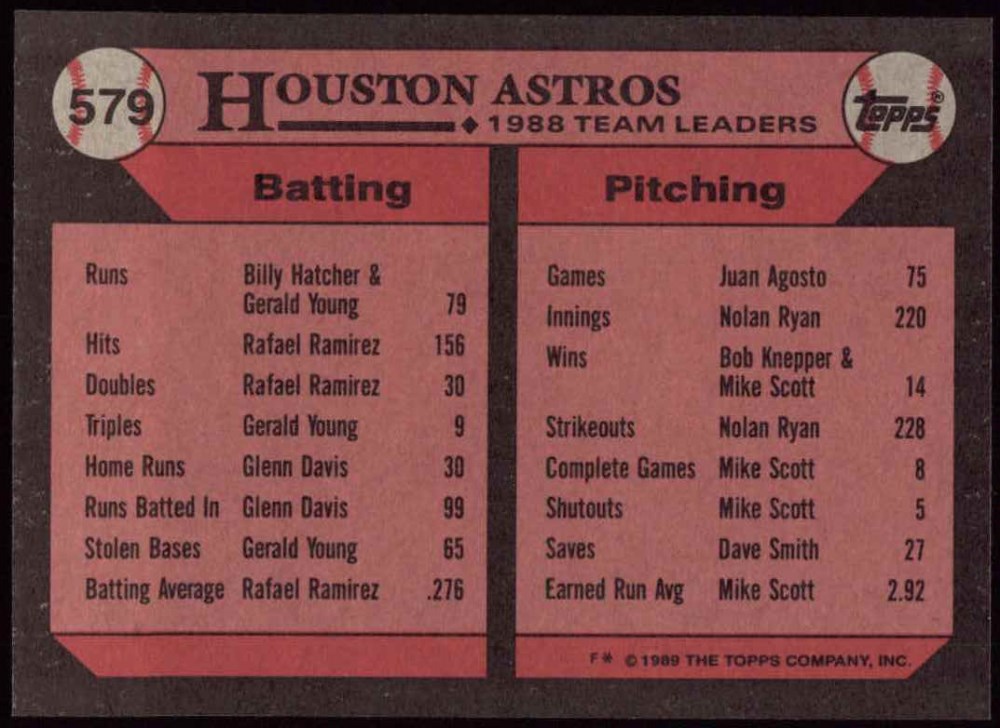 579
HOUSTON ASTROS
1988 TEAM LEADERS
Topps®
Batting
Runs Billy Hatcher &
Gerald Young 79
Hits Rafael Ramirez 156
Doubles Rafael Ramirez 30
Triples Gerald Young 9
Home Runs Glenn Davis 30
Runs Batted In Glenn Davis 99
Stolen Bases Gerald Young 65
Batting Average Rafael Ramirez .276
Pitching
Games Juan Agosto 75
Innings Nolan Ryan 220
Wins Bob Knepper &
Mike Scott 14
Strikeouts Nolan Ryan 228
Complete Games Mike Scott 8
Shutouts Mike Scott 5
Saves Dave Smith 27
Earned Run Avg Mike Scott 2.92
F* © 1989 THE TOPPS COMPANY, INC.